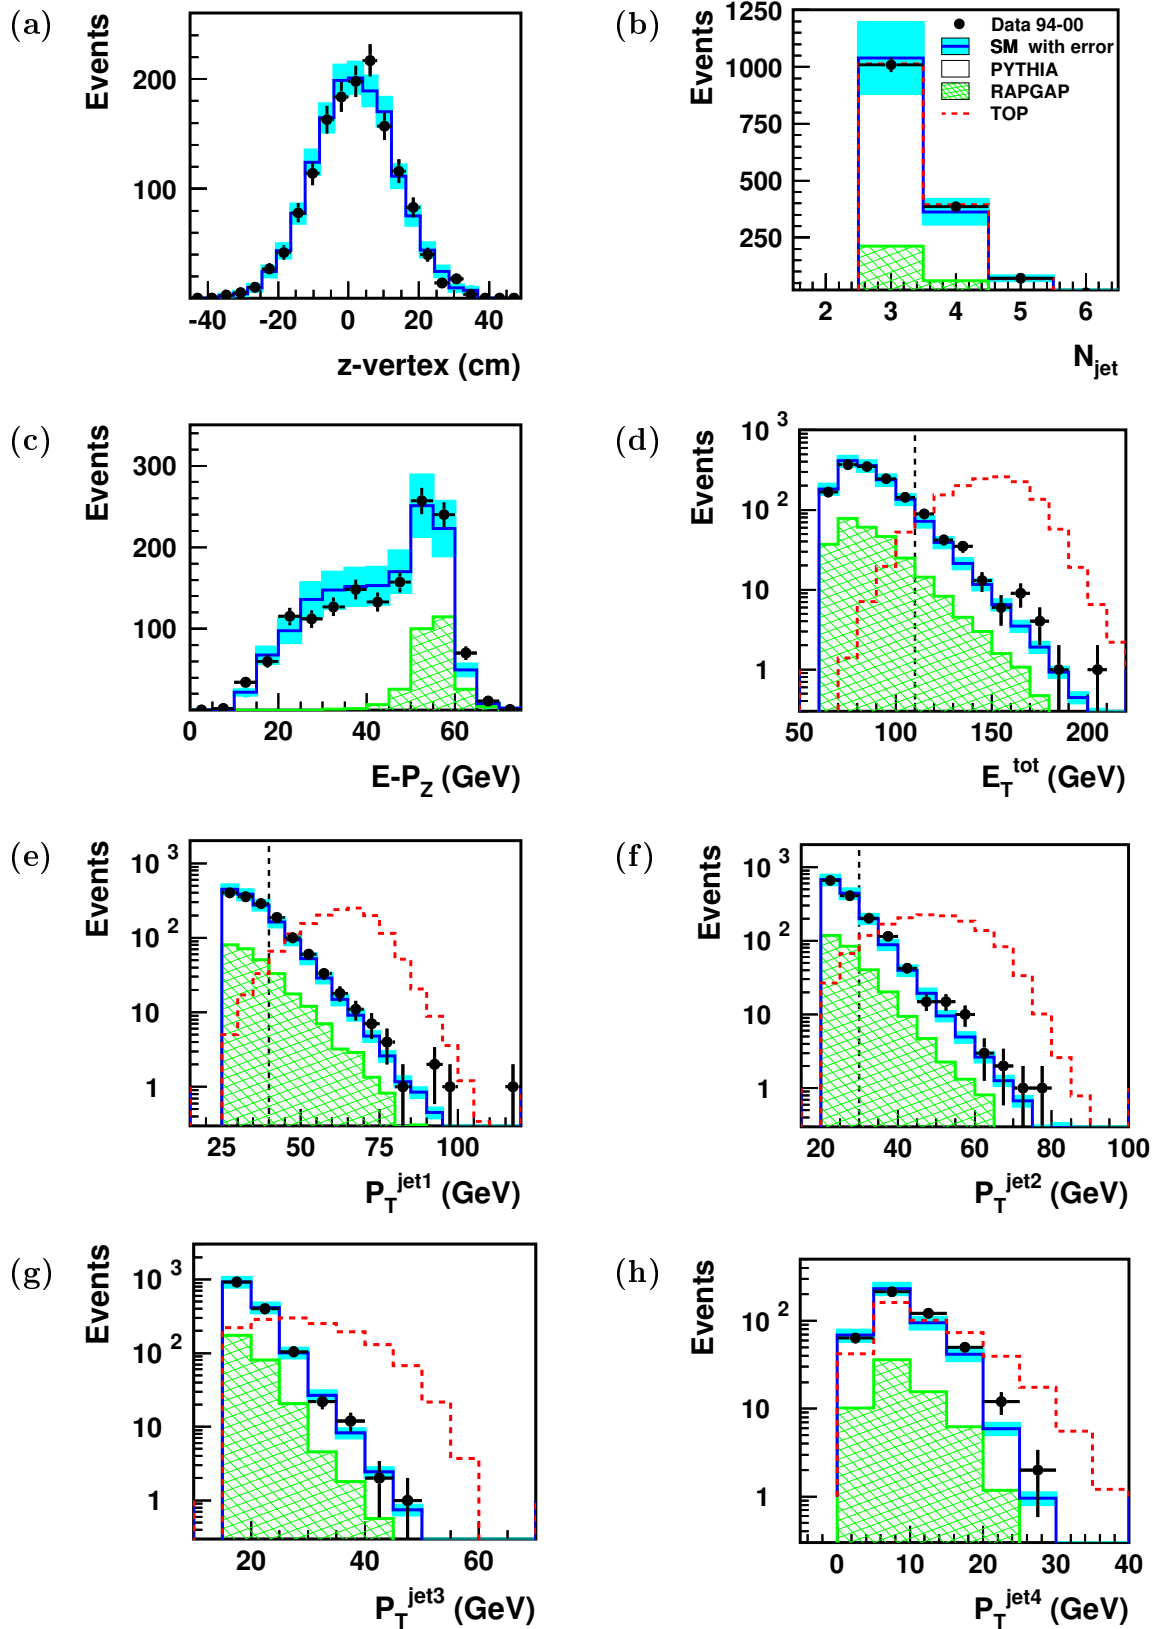 (a)
Events
200
100
-40 -20 0 20 40
z-vertex (cm)
(b)
Events
1250
1000
750
500
250
Data 94-00
SM with error
PYTHIA
RAPGAP
TOP
2 3 4 5 6
N_jet
(c)
Events
300
200
100
0 20 40 60
E-P_Z (GeV)
(d)
Events
10^3
10^2
10
1
50 100 150 200
E_T^tot (GeV)
(e)
Events
10^3
10^2
10
1
25 50 75 100
P_T^jet1 (GeV)
(f)
Events
10^3
10^2
10
1
20 40 60 80 100
P_T^jet2 (GeV)
(g)
Events
10^3
10^2
10
1
20 40 60
P_T^jet3 (GeV)
(h)
Events
10^2
10
1
0 10 20 30 40
P_T^jet4 (GeV)